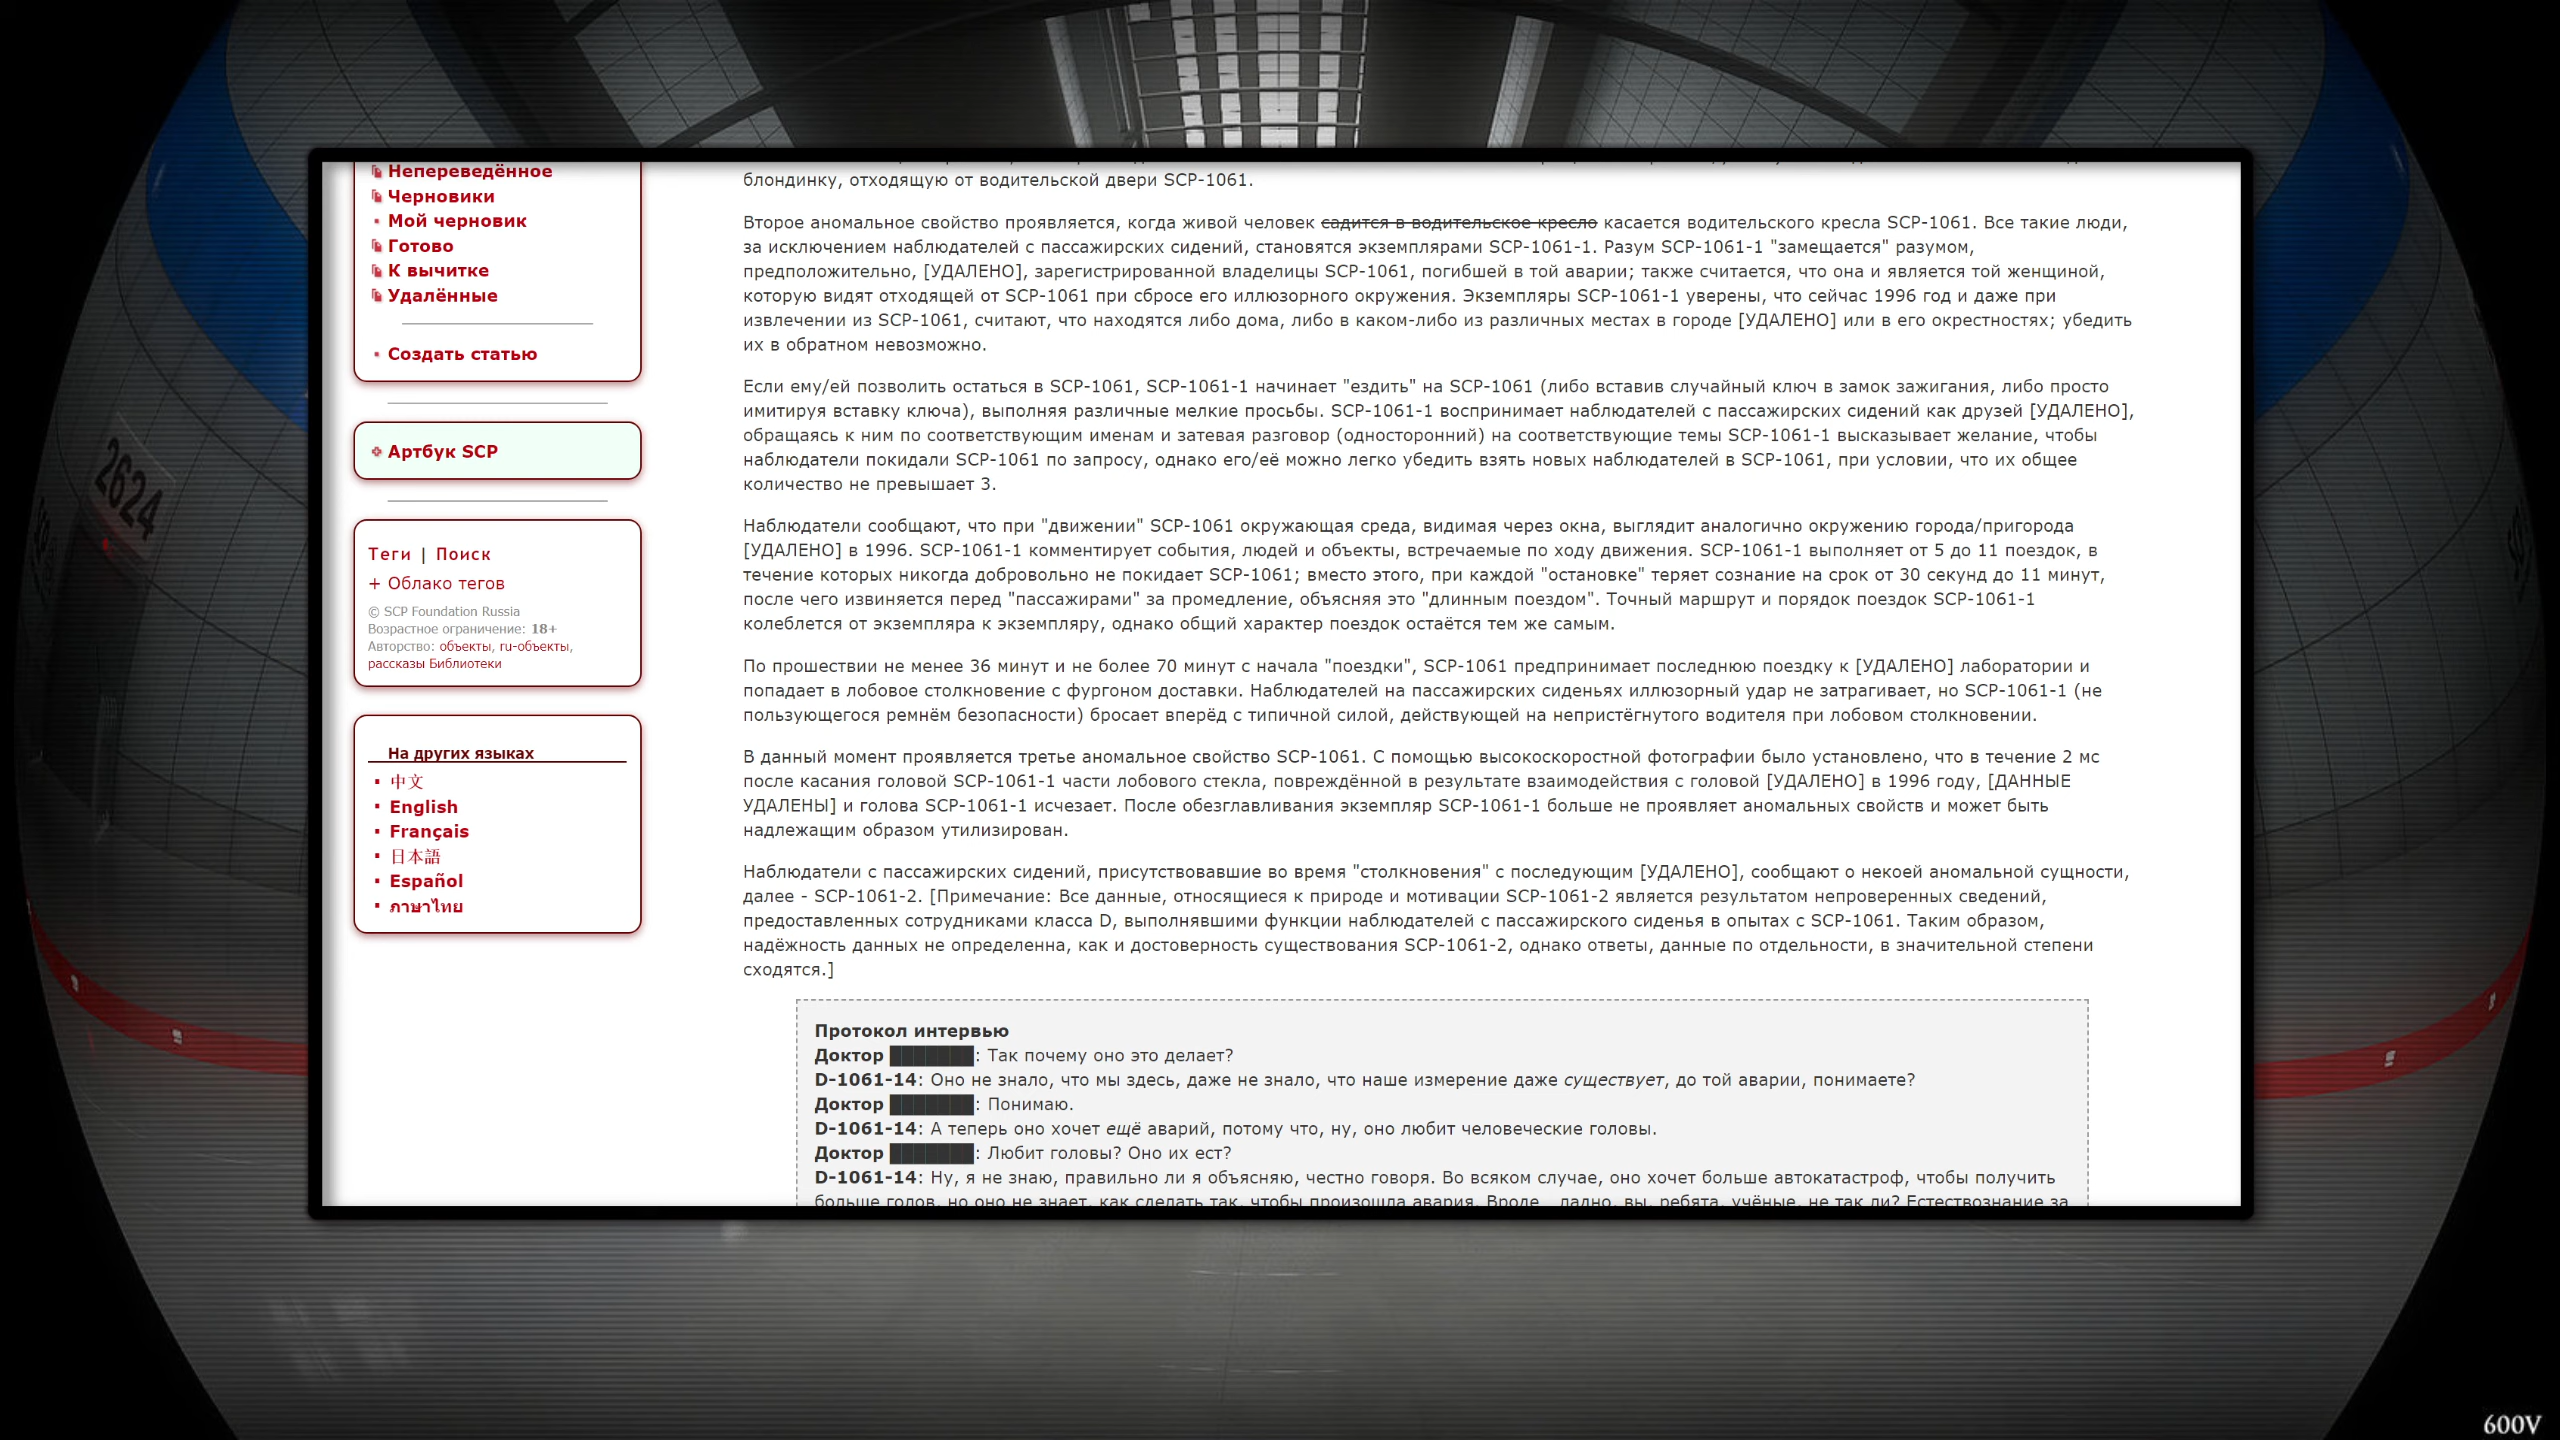 Непереведённое
Черновики
Мой черновик
Готово
К вычитке
Удалённые
Создать статью
Артбук SCP
Теги | Поиск
+ Облако тегов
© SCP Foundation Russia
Возрастное ограничение: 18+
Авторство: объекты, ru-объекты,
рассказы Библиотеки
На других языках
中文
English
Français
日本語
Español
ภาษาไทย
блондинку, отходящую от водительской двери SCP-1061.
Второе аномальное свойство проявляется, когда живой человек садится в водительское кресло касается водительского кресла SCP-1061. Все такие люди,
за исключением наблюдателей с пассажирских сидений, становятся экземплярами SCP-1061-1. Разум SCP-1061-1 "замещается" разумом,
предположительно, [УДАЛЕНО], зарегистрированной владелицы SCP-1061, погибшей в той аварии; также считается, что она и является той женщиной,
которую видят отходящей от SCP-1061 при сбросе его иллюзорного окружения. Экземпляры SCP-1061-1 уверены, что сейчас 1996 год и даже при
извлечении из SCP-1061, считают, что находятся либо дома, либо в каком-либо из различных местах в городе [УДАЛЕНО] или в его окрестностях; убедить
их в обратном невозможно.
Если ему/ей позволить остаться в SCP-1061, SCP-1061-1 начинает "ездить" на SCP-1061 (либо вставив случайный ключ в замок зажигания, либо просто
имитируя вставку ключа), выполняя различные мелкие просьбы. SCP-1061-1 воспринимает наблюдателей с пассажирских сидений как друзей [УДАЛЕНО],
обращаясь к ним по соответствующим именам и затевая разговор (односторонний) на соответствующие темы SCP-1061-1 высказывает желание, чтобы
наблюдатели покидали SCP-1061 по запросу, однако его/её можно легко убедить взять новых наблюдателей в SCP-1061, при условии, что их общее
количество не превышает 3.
Наблюдатели сообщают, что при "движении" SCP-1061 окружающая среда, видимая через окна, выглядит аналогично окружению города/пригорода
[УДАЛЕНО] в 1996. SCP-1061-1 комментирует события, людей и объекты, встречаемые по ходу движения. SCP-1061-1 выполняет от 5 до 11 поездок, в
течение которых никогда добровольно не покидает SCP-1061; вместо этого, при каждой "остановке" теряет сознание на срок от 30 секунд до 11 минут,
после чего извиняется перед "пассажирами" за промедление, объясняя это "длинным поездом". Точный маршрут и порядок поездок SCP-1061-1
колеблется от экземпляра к экземпляру, однако общий характер поездок остаётся тем же самым.
По прошествии не менее 36 минут и не более 70 минут с начала "поездки", SCP-1061 предпринимает последнюю поездку к [УДАЛЕНО] лаборатории и
попадает в лобовое столкновение с фургоном доставки. Наблюдателей на пассажирских сиденьях иллюзорный удар не затрагивает, но SCP-1061-1 (не
пользующегося ремнём безопасности) бросает вперёд с типичной силой, действующей на непристёгнутого водителя при лобовом столкновении.
В данный момент проявляется третье аномальное свойство SCP-1061. С помощью высокоскоростной фотографии было установлено, что в течение 2 мс
после касания головой SCP-1061-1 части лобового стекла, повреждённой в результате взаимодействия с головой [УДАЛЕНО] в 1996 году, [ДАННЫЕ
УДАЛЕНЫ] и голова SCP-1061-1 исчезает. После обезглавливания экземпляр SCP-1061-1 больше не проявляет аномальных свойств и может быть
надлежащим образом утилизирован.
Наблюдатели с пассажирских сидений, присутствовавшие во время "столкновения" с последующим [УДАЛЕНО], сообщают о некоей аномальной сущности,
далее - SCP-1061-2. [Примечание: Все данные, относящиеся к природе и мотивации SCP-1061-2 является результатом непроверенных сведений,
предоставленных сотрудниками класса D, выполнявшими функции наблюдателей с пассажирского сиденья в опытах с SCP-1061. Таким образом,
надёжность данных не определенна, как и достоверность существования SCP-1061-2, однако ответы, данные по отдельности, в значительной степени
сходятся.]
Протокол интервью
Доктор ███████: Так почему оно это делает?
D-1061-14: Оно не знало, что мы здесь, даже не знало, что наше измерение даже существует, до той аварии, понимаете?
Доктор ███████: Понимаю.
D-1061-14: А теперь оно хочет ещё аварий, потому что, ну, оно любит человеческие головы.
Доктор ███████: Любит головы? Оно их ест?
D-1061-14: Ну, я не знаю, правильно ли я объясняю, честно говоря. Во всяком случае, оно хочет больше автокатастроф, чтобы получить
больше голов, но оно не знает, как сделать так, чтобы произошла авария. Вроде... ладно, вы, ребята, учёные, не так ли? Естествознание за
2624
600V